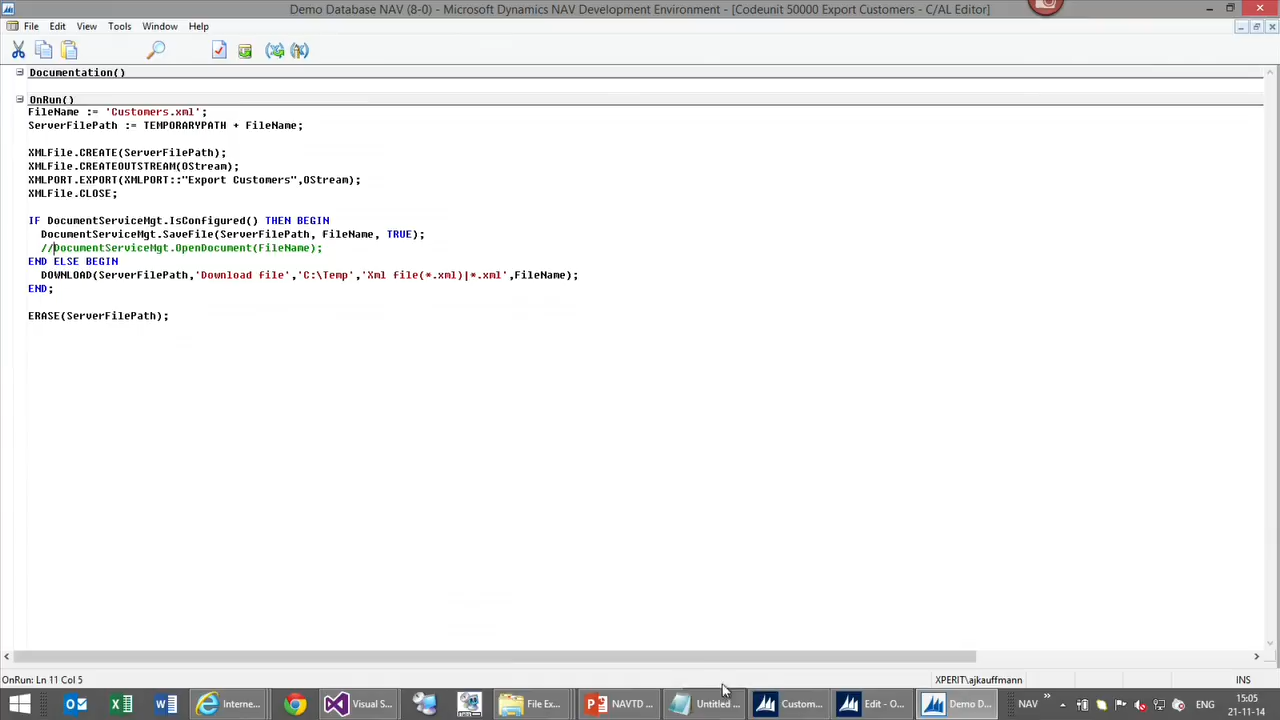 Demo Database NAV (8-0) - Microsoft Dynamics NAV Development Environment - [Codeunit 50000 Export Customers - C/AL Editor]
File Edit View Tools Window Help
Documentation()
OnRun()
FileName := 'Customers.xml';
ServerFilePath := TEMPORARYPATH + FileName;
XMLFile.CREATE(ServerFilePath);
XMLFile.CREATEOUTSTREAM(OStream);
XMLPORT.EXPORT(XMLPORT::"Export Customers",OStream);
XMLFile.CLOSE;
IF DocumentServiceMgt.IsConfigured() THEN BEGIN
DocumentServiceMgt.SaveFile(ServerFilePath, FileName, TRUE);
//DocumentServiceMgt.OpenDocument(FileName);
END ELSE BEGIN
DOWNLOAD(ServerFilePath,'Download file','C:\Temp','Xml file(*.xml)|*.xml',FileName);
END;
ERASE(ServerFilePath);
OnRun: Ln 11 Col 5 XPERIT\ajkauffmann INS
Interne... Visual S... File Ex... NAVTD ... Untitled ... Custom... Edit - O... Demo D... NAV ENG 15:05
21-11-14